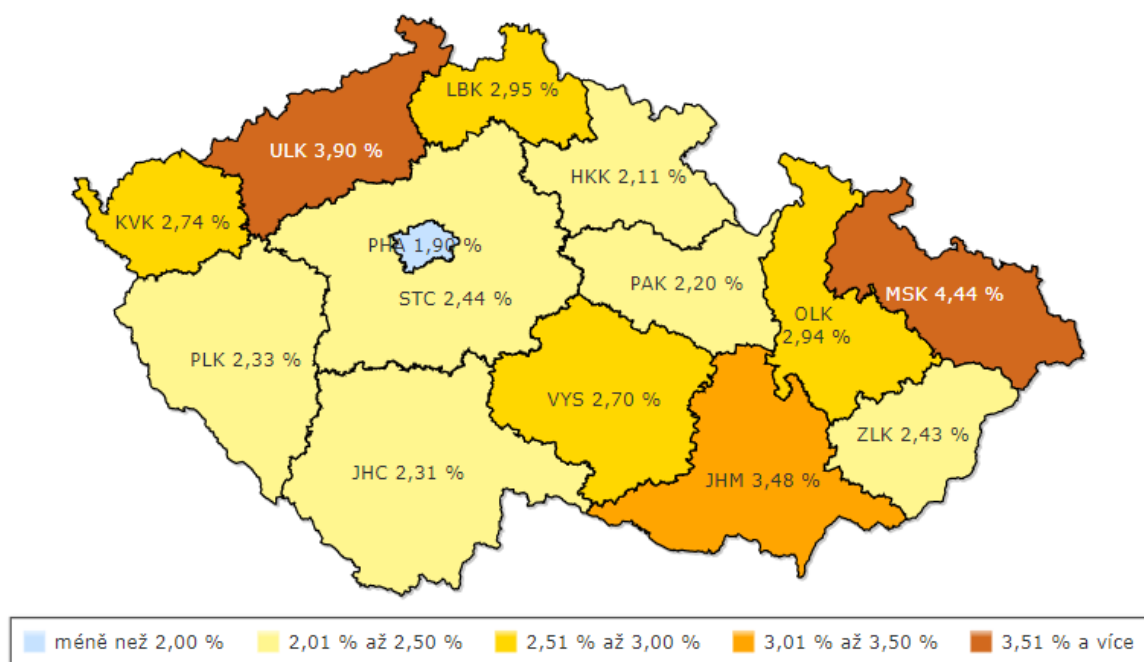 LBK 2,95 %
ULK 3,90 %
HKK 2,11 %
KVK 2,74 %
PHA 1,90 %
PAK 2,20 %
STC 2,44 %
MSK 4,44 %
OLK
2,94 %
PLK 2,33 %
VYS 2,70 %
ZLK 2,43 %
JHC 2,31 %
JHM 3,48 %
méně než 2,00 % 2,01 % až 2,50 % 2,51 % až 3,00 % 3,01 % až 3,50 % 3,51 % a více